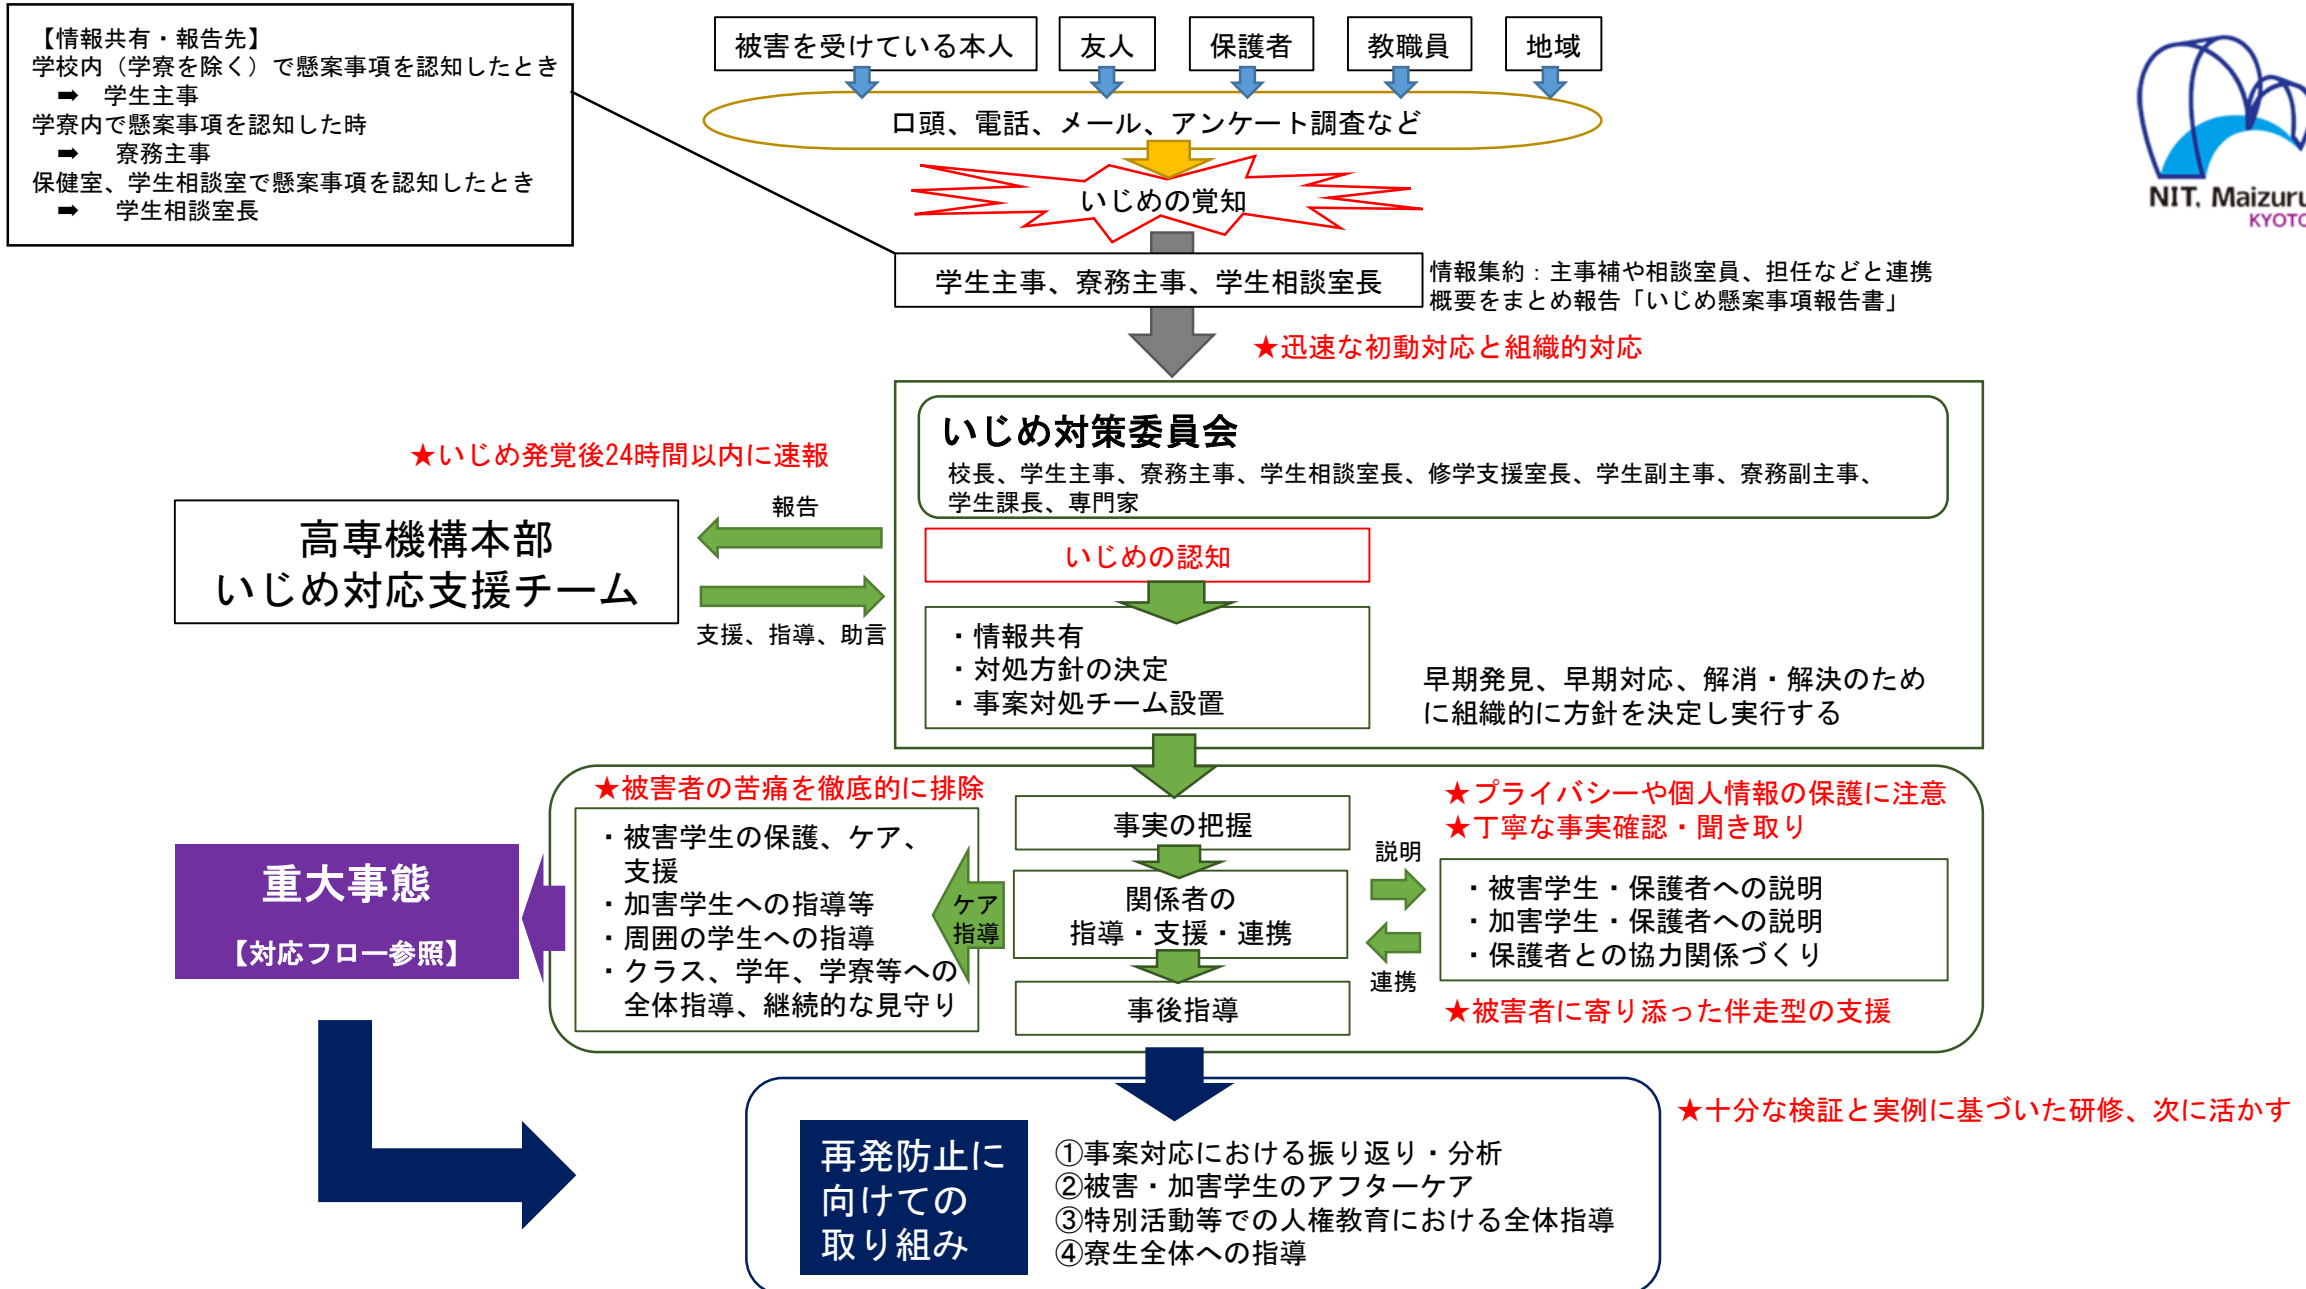 【情報共有・報告先】
学校内（学寮を除く）で懸案事項を認知したとき
➡ 学生主事
学寮内で懸案事項を認知した時
➡ 寮務主事
保健室、学生相談室で懸案事項を認知したとき
➡ 学生相談室長
被害を受けている本人
友人
保護者
教職員
地域
口頭、電話、メール、アンケート調査など
いじめの覚知
NIT, Maizuru
KYOTO
学生主事、寮務主事、学生相談室長
情報集約：主事補や相談室員、担任などと連携
概要をまとめ報告「いじめ懸案事項報告書」
★迅速な初動対応と組織的対応
いじめ対策委員会
校長、学生主事、寮務主事、学生相談室長、修学支援室長、学生副主事、寮務副主事、
学生課長、専門家
★いじめ発覚後24時間以内に速報
報告
高専機構本部
いじめ対応支援チーム
支援、指導、助言
いじめの認知
・情報共有
・対処方針の決定
・事案対処チーム設置
早期発見、早期対応、解消・解決のため
に組織的に方針を決定し実行する
★被害者の苦痛を徹底的に排除
・被害学生の保護、ケア、
支援
・加害学生への指導等
・周囲の学生への指導
・クラス、学年、学寮等への
全体指導、継続的な見守り
ケア
指導
事実の把握
関係者の
指導・支援・連携
事後指導
説明
連携
★プライバシーや個人情報の保護に注意
★丁寧な事実確認・聞き取り
・被害学生・保護者への説明
・加害学生・保護者への説明
・保護者との協力関係づくり
★被害者に寄り添った伴走型の支援
重大事態
【対応フロー参照】
再発防止に
向けての
取り組み
①事案対応における振り返り・分析
②被害・加害学生のアフターケア
③特別活動等での人権教育における全体指導
④寮生全体への指導
★十分な検証と実例に基づいた研修、次に活かす